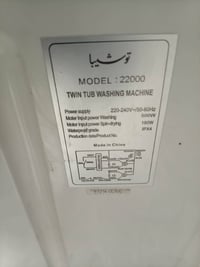 توشيبا
MODEL : 22000
TWIN TUB WASHING MACHINE
Power supply 220-240V~/50-60Hz
Motor input power Washing 500W
Motor input power Spin-drying 180W
Waterproof grade IPX4
Production date/Product No.:
Made in China